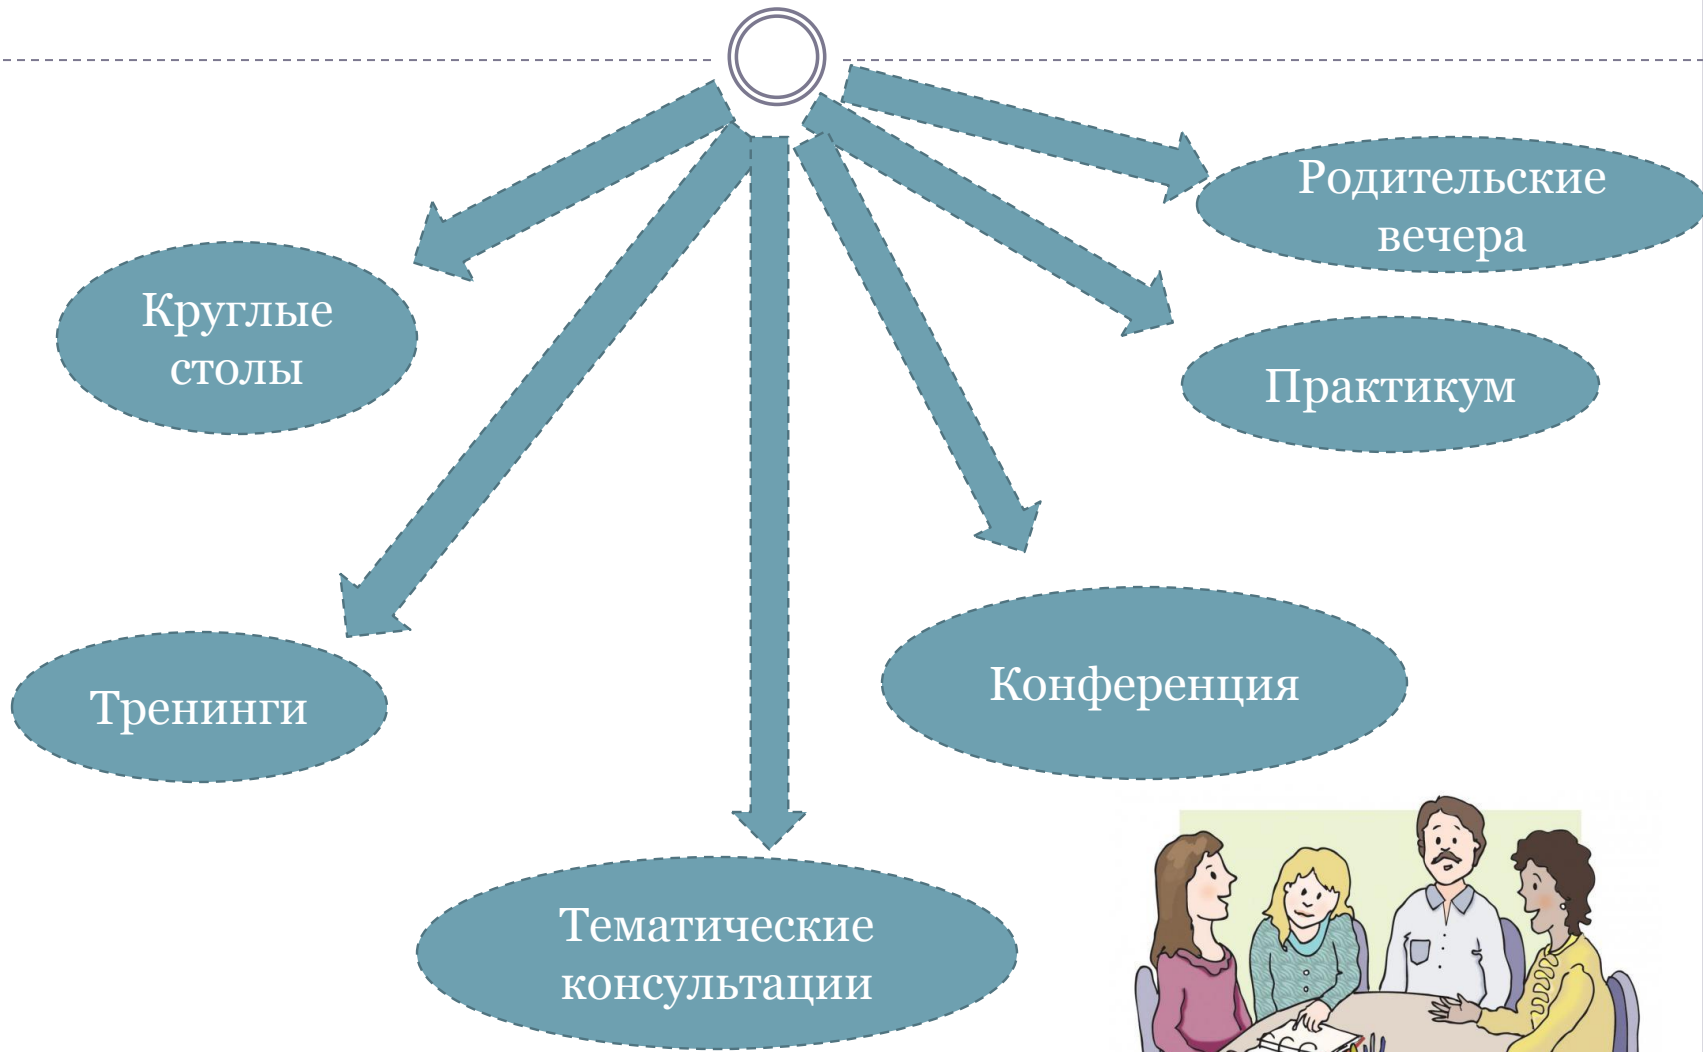 Родительские
вечера
Круглые
столы
Практикум
Тренинги
Конференция
Тематические
консультации